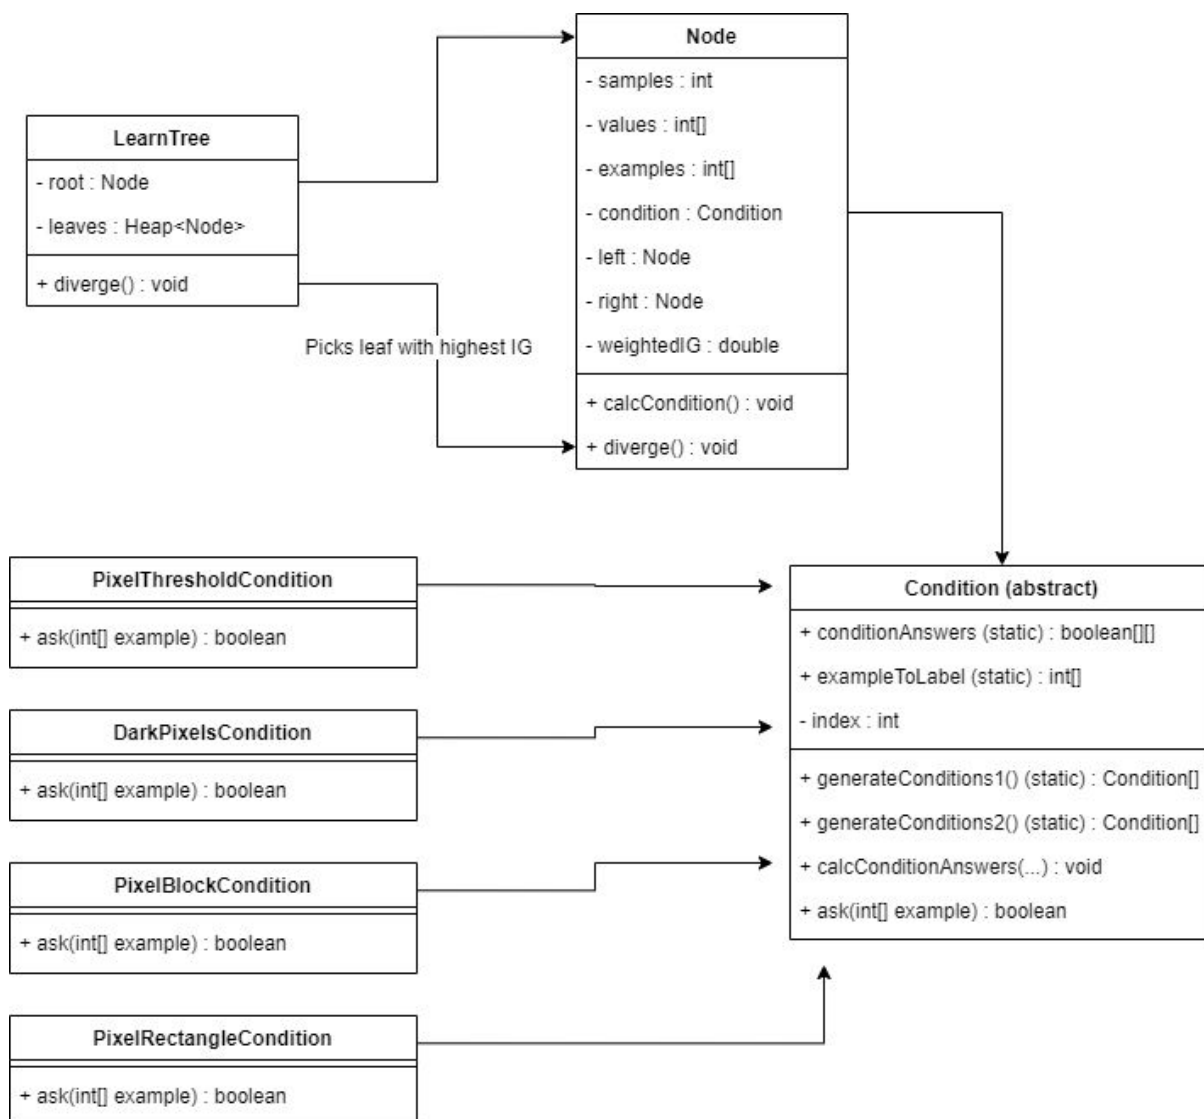 LearnTree
- root : Node
- leaves : Heap<Node>
+ diverge() : void
Picks leaf with highest IG
Node
- samples : int
- values : int[]
- examples : int[]
- condition : Condition
- left : Node
- right : Node
- weightedIG : double
+ calcCondition() : void
+ diverge() : void
PixelThresholdCondition
+ ask(int[] example) : boolean
DarkPixelsCondition
+ ask(int[] example) : boolean
PixelBlockCondition
+ ask(int[] example) : boolean
PixelRectangleCondition
+ ask(int[] example) : boolean
Condition (abstract)
+ conditionAnswers (static) : boolean[][]
+ exampleToLabel (static) : int[]
- index : int
+ generateConditions1() (static) : Condition[]
+ generateConditions2() (static) : Condition[]
+ calcConditionAnswers(...) : void
+ ask(int[] example) : boolean